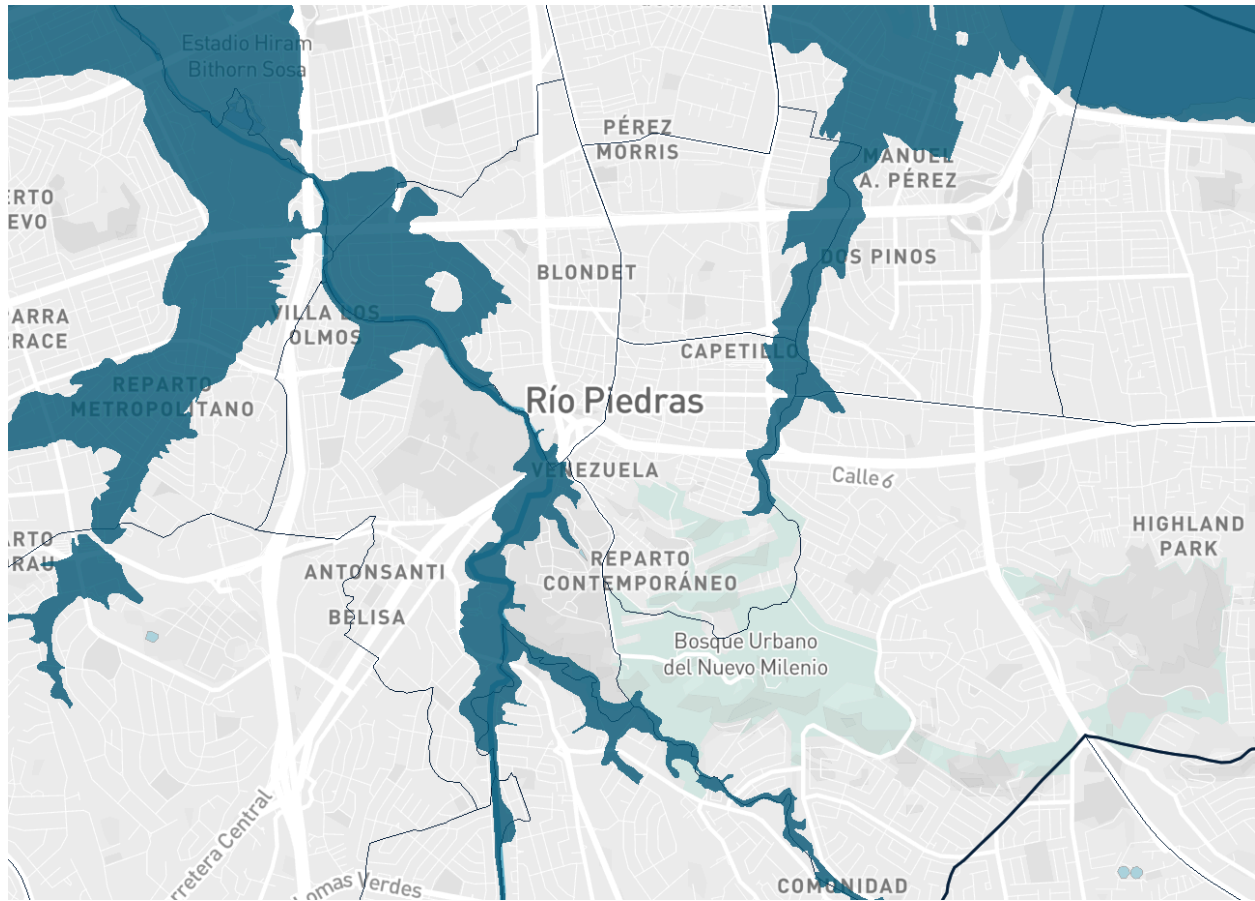 Estadio Hiram
Bithorn Sosa
PÉREZ
MORRIS
MANUEL
A. PÉREZ
ERTO
EVO
BLONDET
DOS PINOS
ARRA
RRACE
VILLA LOS
OLMOS
CAPETILLO
REPARTO
METROPOLITANO
Río Piedras
VENEZUELA
Calle 6
HIGHLAND
PARK
ARTO
RAU
ANTONSANTI
REPARTO
CONTEMPORÁNEO
BELISA
Bosque Urbano
del Nuevo Milenio
rretera Central
Lomas Verdes
COMUNIDAD